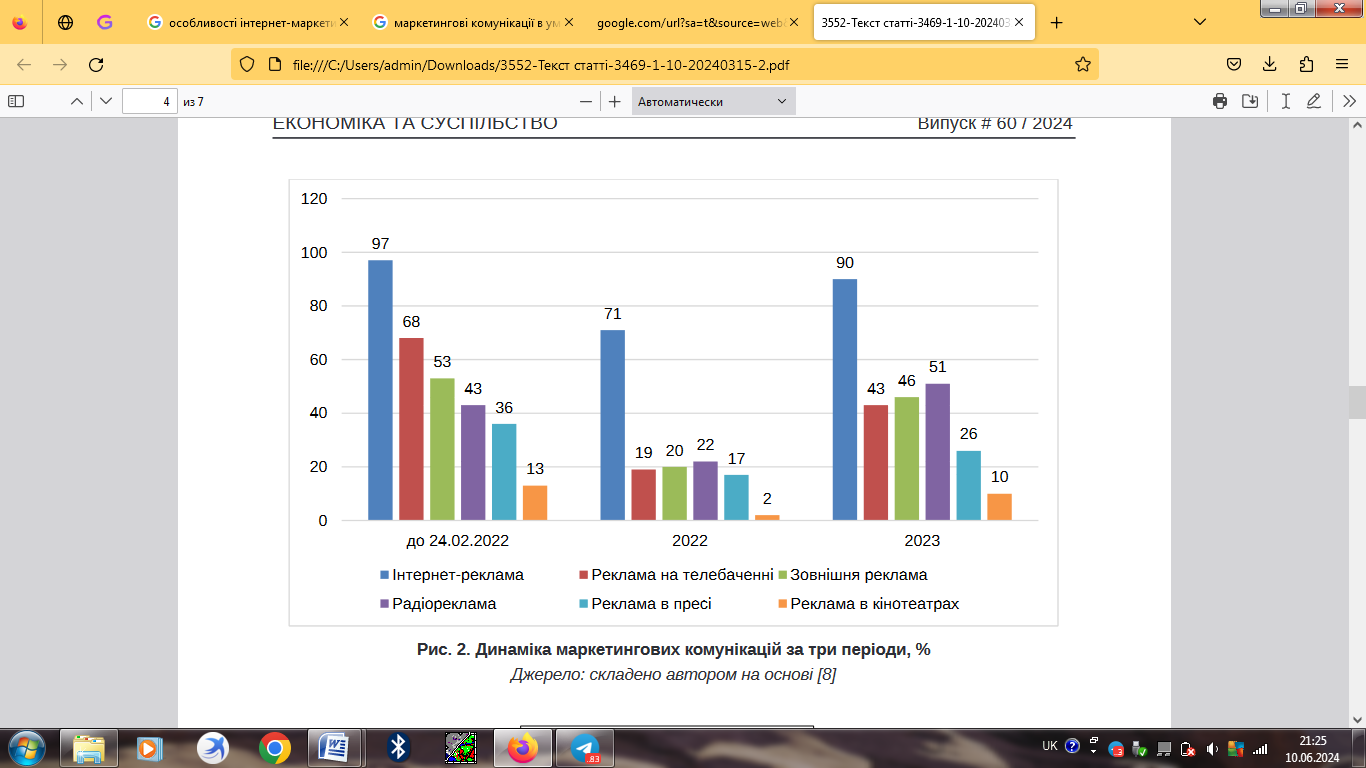 особливості інтернет-маркети
маркетингові комунікації в ум
google.com/url?sa=t&source=web&
3552-Текст статті-3469-1-10-202403
file:///C:/Users/admin/Downloads/3552-Текст статті-3469-1-10-20240315-2.pdf
4 из 7
Автоматически
ЕКОНОМІКА ТА СУСПІЛЬСТВО Випуск # 60 / 2024
120
100
80
60
40
20
0
97 68 53 43 36 13
71 19 20 22 17 2
90 43 46 51 26 10
до 24.02.2022 2022 2023
Інтернет-реклама Реклама на телебаченні Зовнішня реклама
Радіореклама Реклама в пресі Реклама в кінотеатрах
Рис. 2. Динаміка маркетингових комунікацій за три періоди, %
Джерело: складено автором на основі [8]
83
UK
21:25
10.06.2024